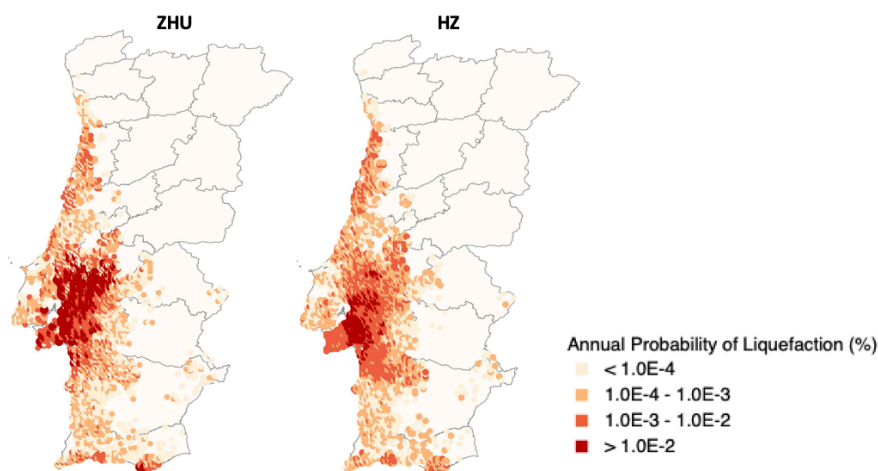 ZHU
HZ
Annual Probability of Liquefaction (%)
< 1.0E-4
1.0E-4 - 1.0E-3
1.0E-3 - 1.0E-2
> 1.0E-2